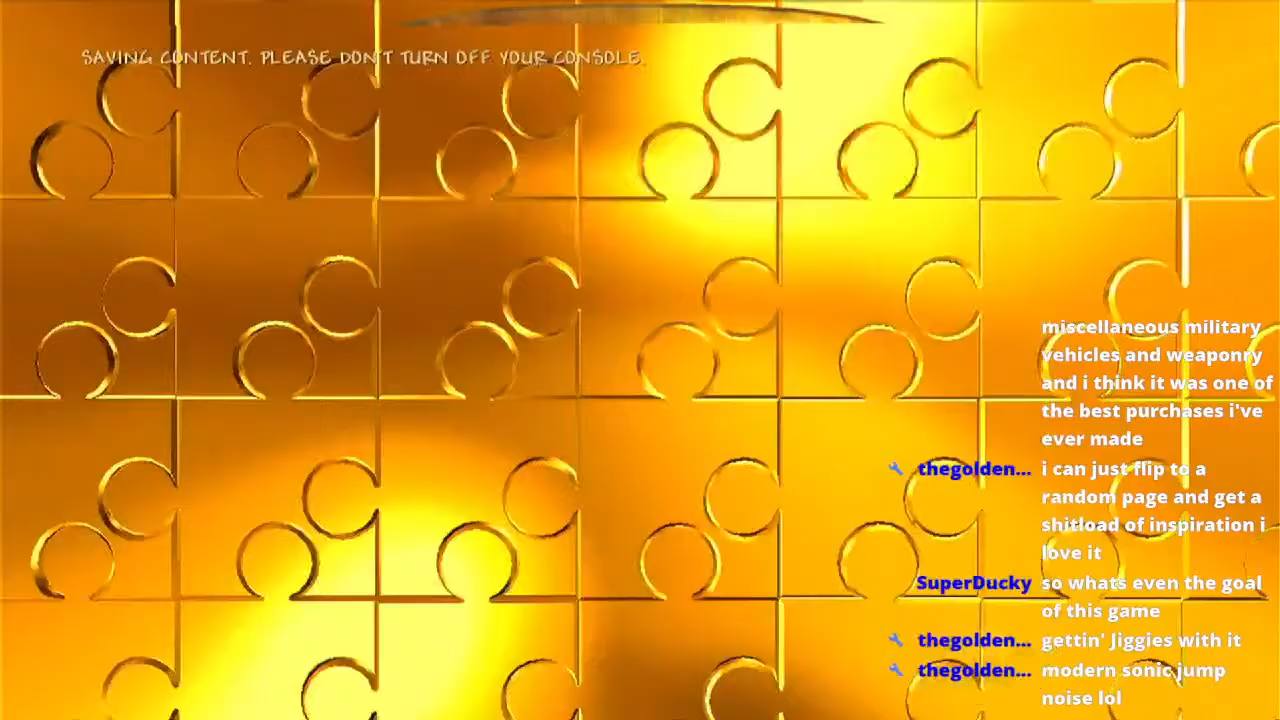 SAVING CONTENT. PLEASE DON'T TURN OFF YOUR CONSOLE.
miscellaneous military
vehicles and weaponry
and i think it was one of
the best purchases i've
ever made
thegolden... i can just flip to a
random page and get a
shitload of inspiration i
love it
SuperDucky so whats even the goal
of this game
thegolden... gettin' Jiggies with it
thegolden... modern sonic jump
noise lol